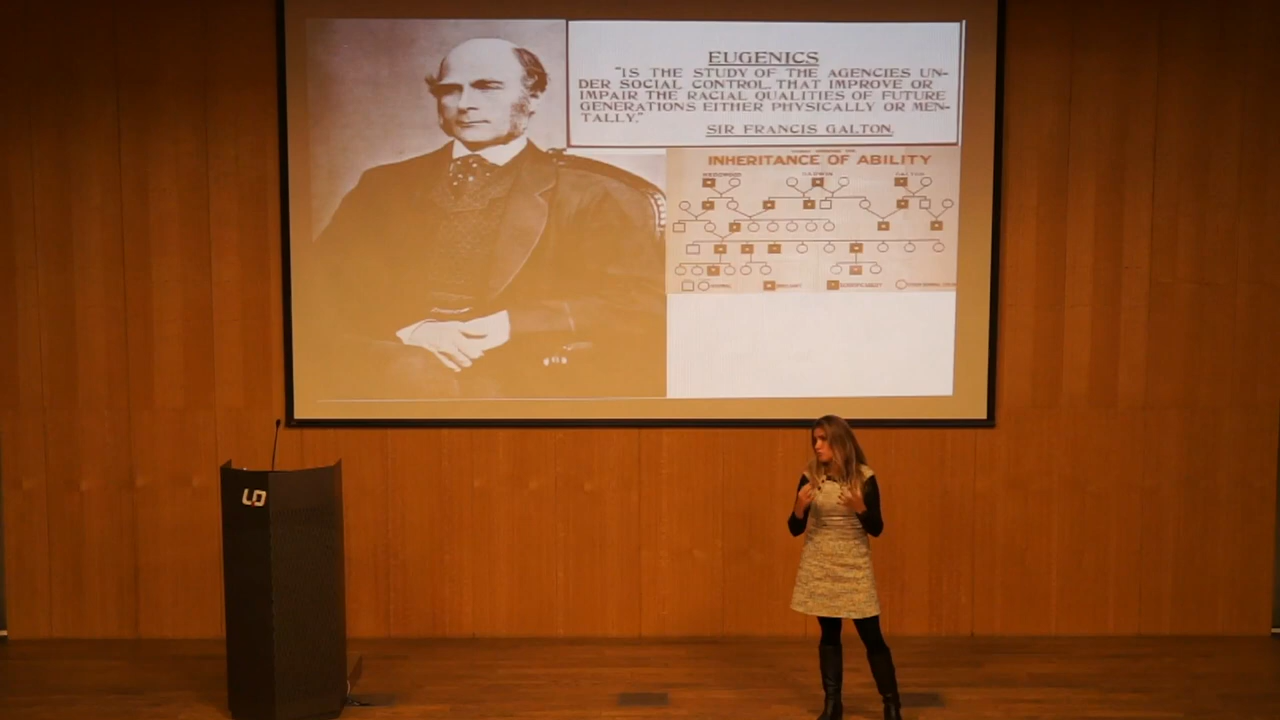 EUGENICS
"IS THE STUDY OF THE AGENCIES UN-
DER SOCIAL CONTROL, THAT IMPROVE OR
IMPAIR THE RACIAL QUALITIES OF FUTURE
GENERATIONS EITHER PHYSICALLY OR MEN-
TALLY."
SIR FRANCIS GALTON.
INHERITANCE OF ABILITY
WEDGWOOD DARWIN GALTON